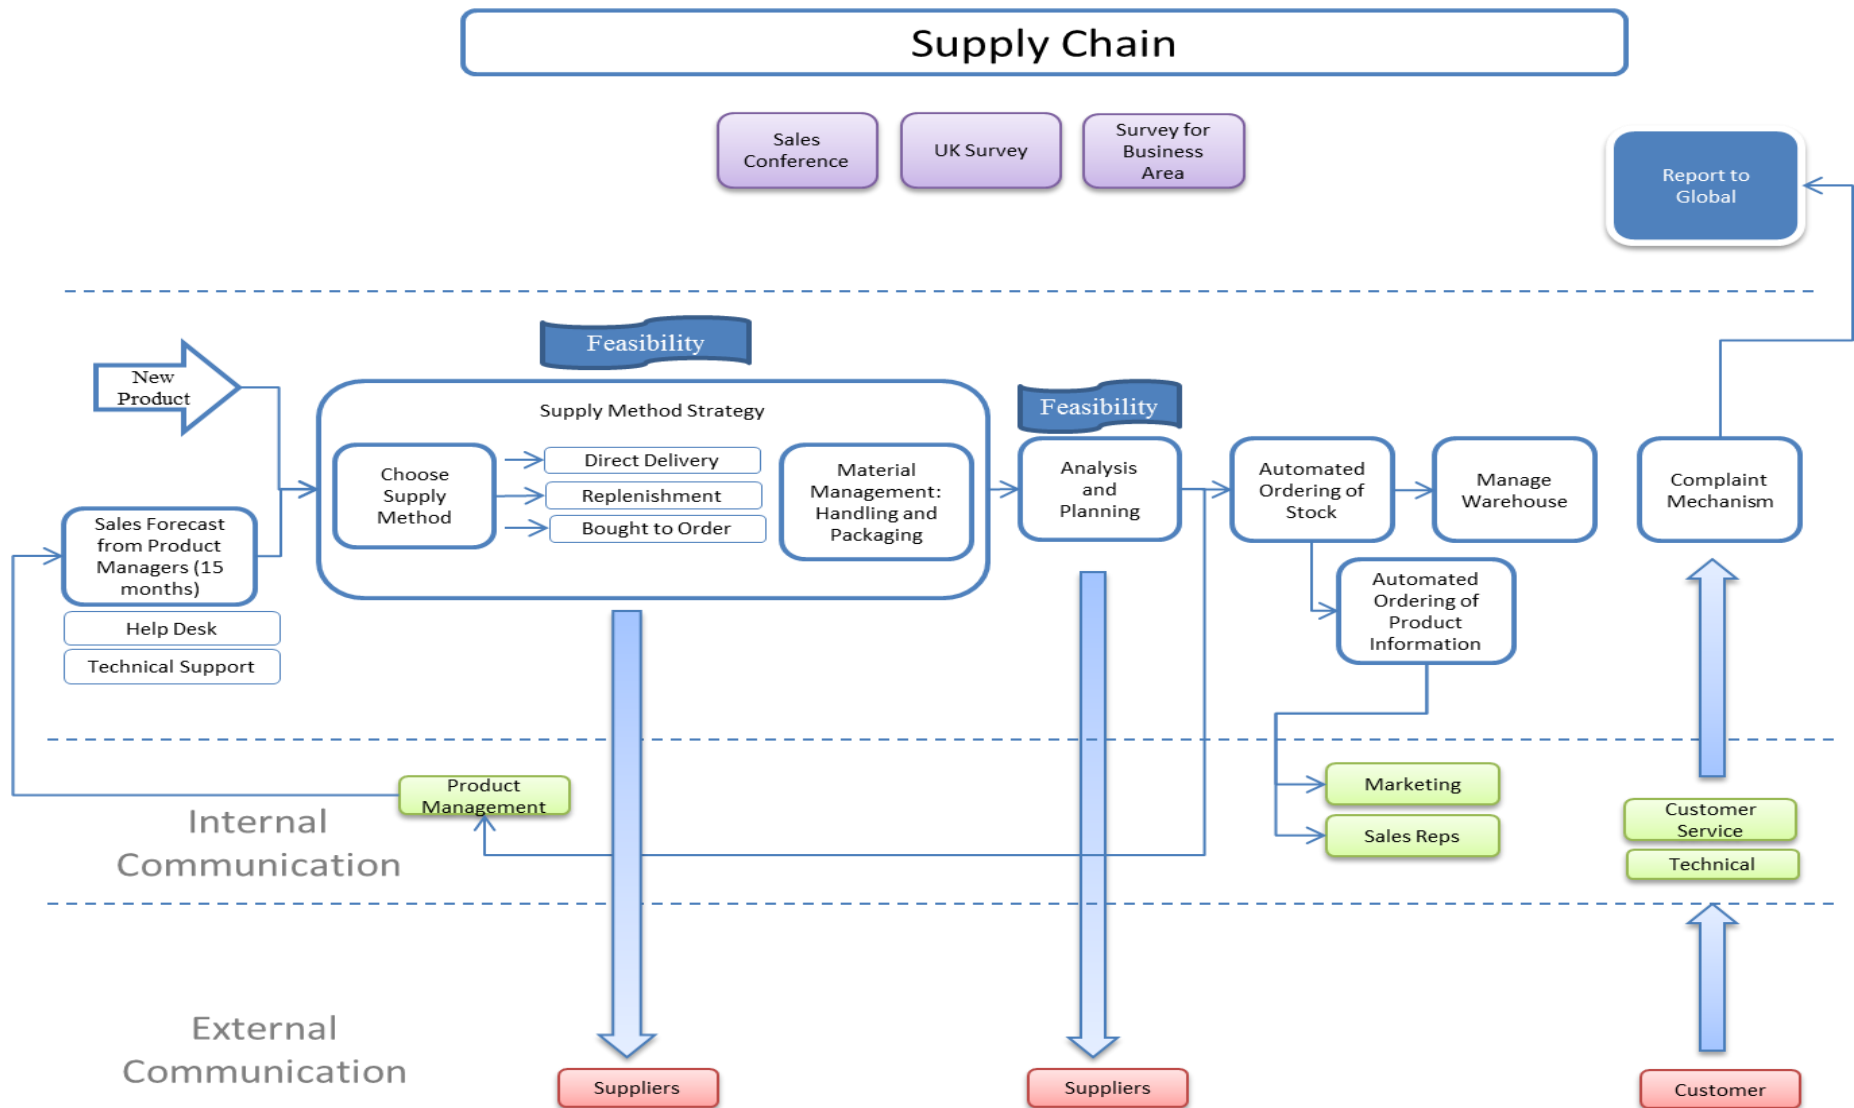 Supply Chain
Sales
Conference
UK Survey
Survey for
Business
Area
Report to
Global
Feasibility
New
Product
Supply Method Strategy
Feasibility
Choose
Supply
Method
Direct Delivery
Replenishment
Bought to Order
Material
Management:
Handling and
Packaging
Analysis
and
Planning
Automated
Ordering of
Stock
Manage
Warehouse
Complaint
Mechanism
Sales Forecast
from Product
Managers (15
months)
Help Desk
Technical Support
Automated
Ordering of
Product
Information
Product
Management
Marketing
Sales Reps
Customer
Service
Technical
Internal
Communication
External
Communication
Suppliers
Suppliers
Customer